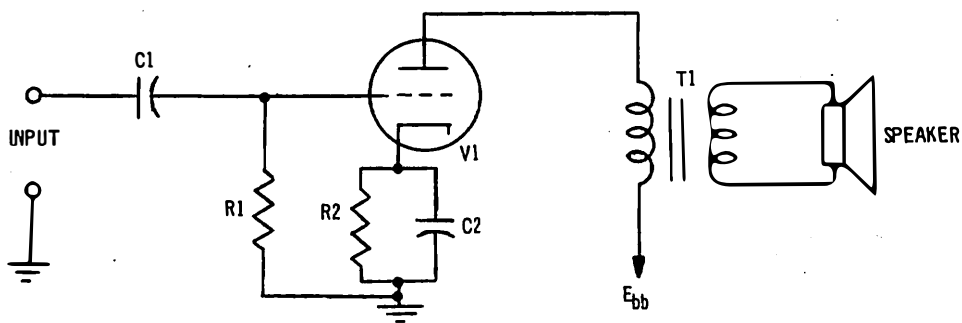 C1
INPUT
R1
R2
C2
V1
T1
SPEAKER
Ebb